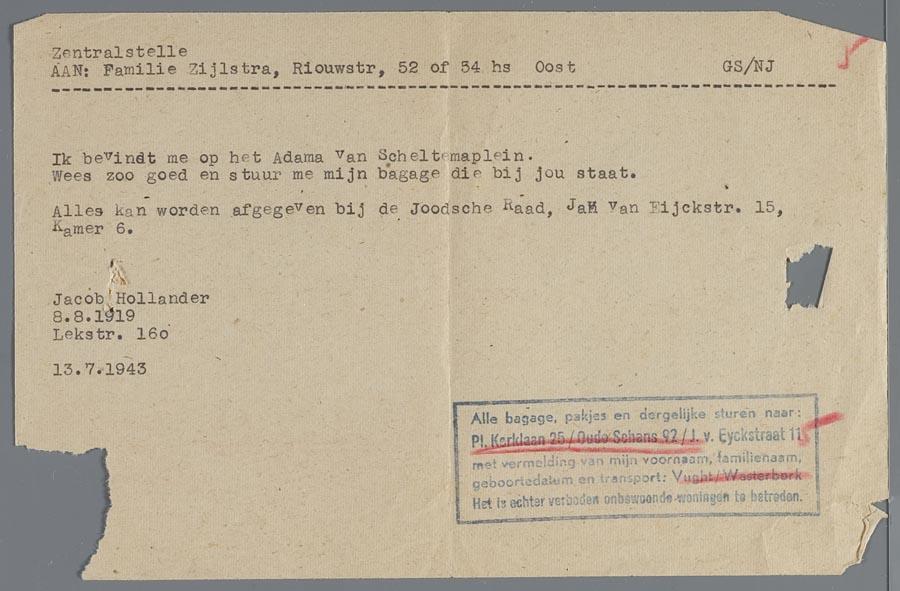 Zentralstelle
AAN: Familie Zijlstra, Riouwstr, 52 of 54 hs Oost GS/NJ
Ik bevindt me op het Adama van Scheltemaplein.
Wees zoo goed en stuur me mijn bagage die bij jou staat.
Alles kan worden afgegeven bij de Joodsche Raad, Jan van Eijckstr. 15,
Kamer 6.
Jacob Hollander
8.8.1919
Lekstr. 160
13.7.1943
Alle bagage, pakjes en dergelijke sturen naar:
Pl. Kerklaan 25 / Oude Schans 92 / J. v. Eyckstraat 11
met vermelding van mijn voornaam, familienaam,
geboortedatum en transport: Vught/Westerbork
Het is echter verboden onbewoonde woningen te betreden.